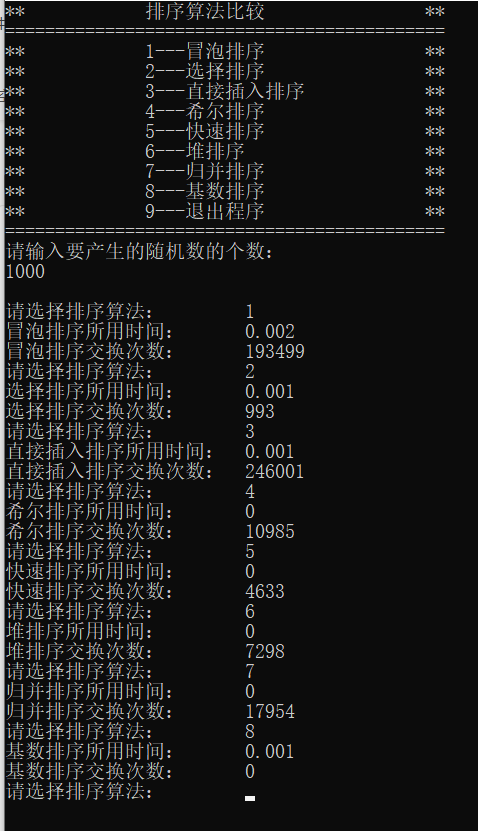 **            排序算法比较                **
============================================
**            1---冒泡排序                **
**            2---选择排序                **
**            3---直接插入排序            **
**            4---希尔排序                **
**            5---快速排序                **
**            6---堆排序                  **
**            7---归并排序                **
**            8---基数排序                **
**            9---退出程序                **
============================================
请输入要产生的随机数的个数:
1000
请选择排序算法:         1
冒泡排序所用时间:       0.002
冒泡排序交换次数:       193499
请选择排序算法:         2
选择排序所用时间:       0.001
选择排序交换次数:       993
请选择排序算法:         3
直接插入排序所用时间:   0.001
直接插入排序交换次数:   246001
请选择排序算法:         4
希尔排序所用时间:       0
希尔排序交换次数:       10985
请选择排序算法:         5
快速排序所用时间:       0
快速排序交换次数:       4633
请选择排序算法:         6
堆排序所用时间:         0
堆排序交换次数:         7298
请选择排序算法:         7
归并排序所用时间:       0
归并排序交换次数:       17954
请选择排序算法:         8
基数排序所用时间:       0.001
基数排序交换次数:       0
请选择排序算法: